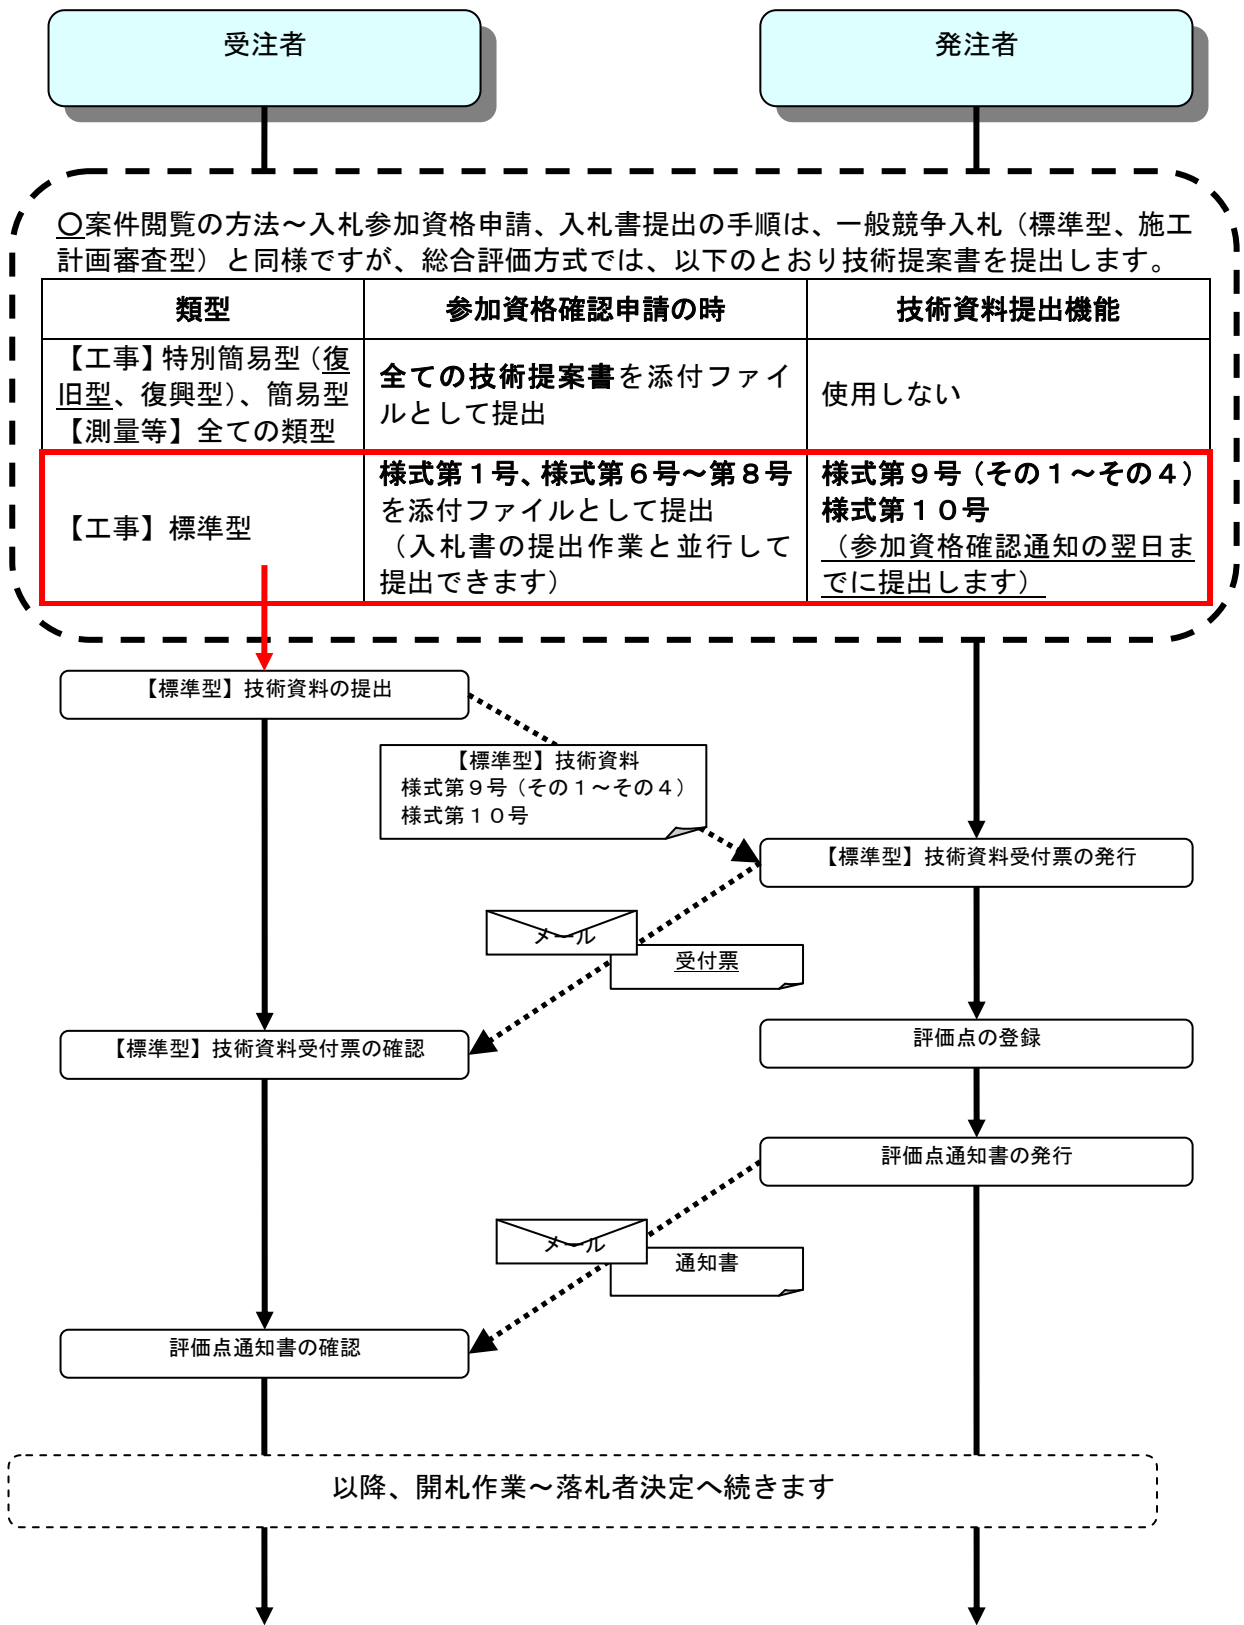 受注者
発注者
〇案件閲覧の方法～入札参加資格申請、入札書提出の手順は、一般競争入札（標準型、施工
計画審査型）と同様ですが、総合評価方式では、以下のとおり技術提案書を提出します。
類型
参加資格確認申請の時
技術資料提出機能
【工事】特別簡易型（復
旧型、復興型）、簡易型
【測量等】全ての類型
全ての技術提案書を添付ファイ
ルとして提出
使用しない
【工事】標準型
様式第１号、様式第６号～第８号
を添付ファイルとして提出
（入札書の提出作業と並行して
提出できます）
様式第９号（その１～その４）
様式第１０号
（参加資格確認通知の翌日ま
でに提出します）
【標準型】技術資料の提出
【標準型】技術資料
様式第９号（その１～その４）
様式第１０号
【標準型】技術資料受付票の発行
メール
受付票
【標準型】技術資料受付票の確認
評価点の登録
評価点通知書の発行
メール
通知書
評価点通知書の確認
以降、開札作業～落札者決定へ続きます